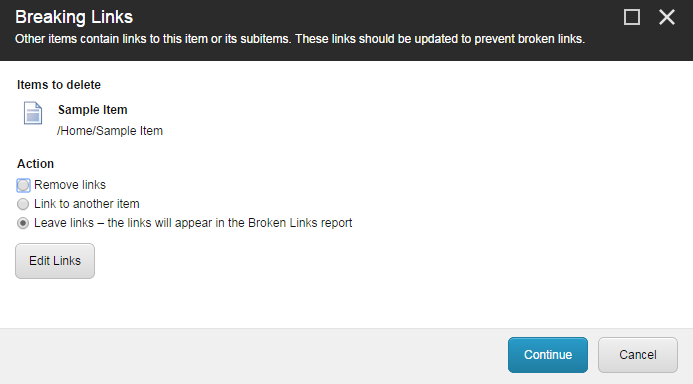 Breaking Links
Other items contain links to this item or its subitems. These links should be updated to prevent broken links.
Items to delete
Sample Item
/Home/Sample Item
Action
Remove links
Link to another item
Leave links – the links will appear in the Broken Links report
Edit Links
Continue
Cancel